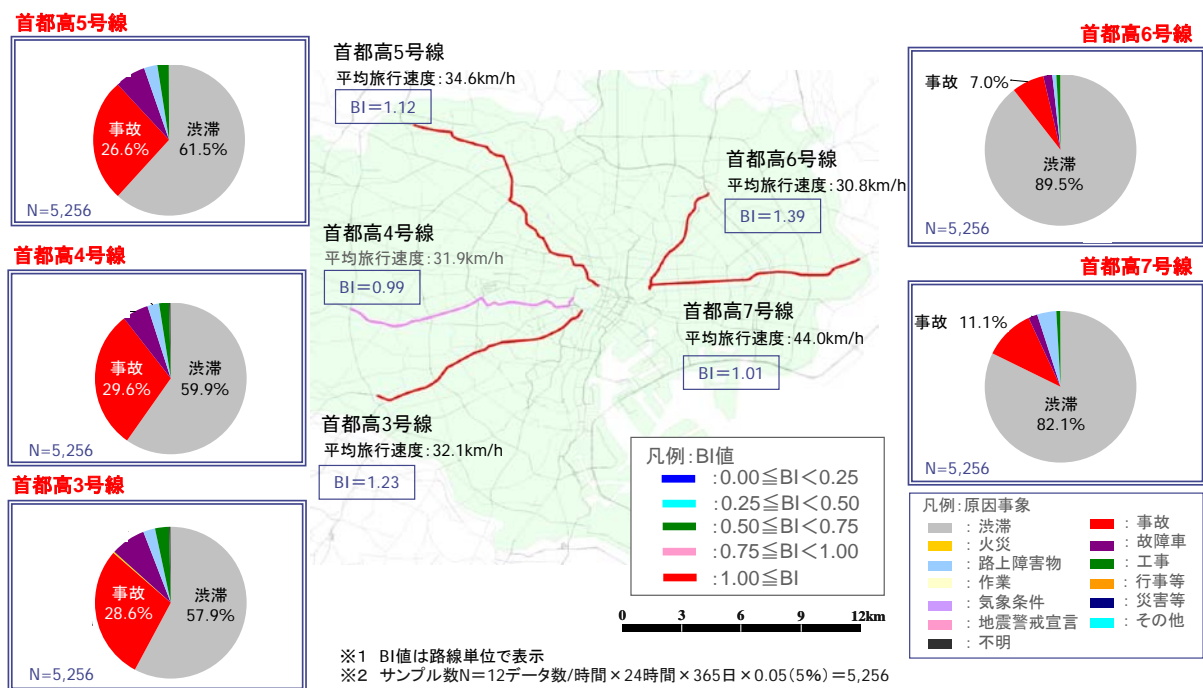 首都高5号線
事故
26.6%
渋滞
61.5%
N=5,256
首都高4号線
事故
29.6%
渋滞
59.9%
N=5,256
首都高3号線
事故
28.6%
渋滞
57.9%
N=5,256
首都高5号線
平均旅行速度:34.6km/h
BI=1.12
首都高4号線
平均旅行速度:31.9km/h
BI=0.99
首都高3号線
平均旅行速度:32.1km/h
BI=1.23
首都高6号線
平均旅行速度:30.8km/h
BI=1.39
首都高7号線
平均旅行速度:44.0km/h
BI=1.01
凡例:BI値
:0.00≦BI<0.25
:0.25≦BI<0.50
:0.50≦BI<0.75
:0.75≦BI<1.00
:1.00≦BI
0 3 6 9 12km
※1 BI値は路線単位で表示
※2 サンプル数N=12データ数/時間×24時間×365日×0.05(5%)=5,256
首都高6号線
事故 7.0%
渋滞
89.5%
N=5,256
首都高7号線
事故 11.1%
渋滞
82.1%
N=5,256
凡例:原因事象
:渋滞 :事故
:火災 :故障車
:路上障害物 :工事
:作業 :行事等
:気象条件 :災害等
:地震警戒宣言 :その他
:不明